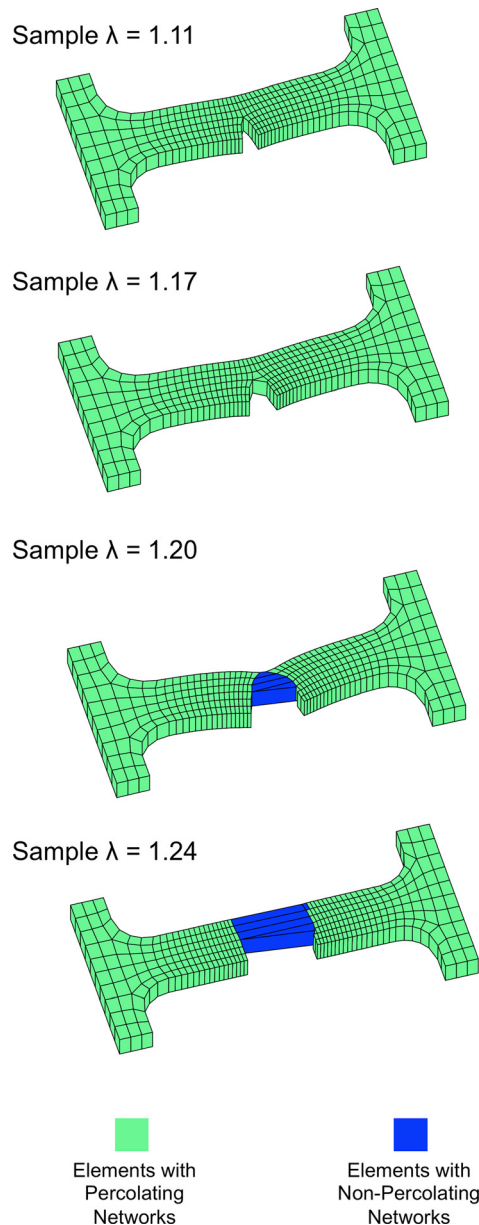 Sample λ = 1.11
Sample λ = 1.17
Sample λ = 1.20
Sample λ = 1.24
Elements with
Percolating
Networks
Elements with
Non-Percolating
Networks